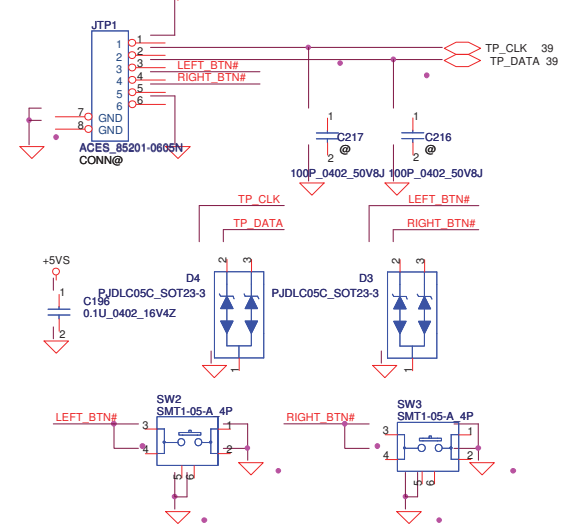 JTP1
1 1
2 2
3 3 LEFT_BTN#
4 4 RIGHT_BTN#
5 5
6 6
7 GND
8 GND
ACES_85201-0605N
CONN@
TP_CLK 39
TP_DATA 39
1 1
C217 C216
@ @
2 2
100P_0402_50V8J 100P_0402_50V8J
TP_CLK LEFT_BTN#
TP_DATA RIGHT_BTN#
+5VS
1
C196
0.1U_0402_16V4Z
2
2 3
D4
PJDLC05C_SOT23-3
1
2 3
D3
PJDLC05C_SOT23-3
1
SW2
SMT1-05-A_4P
LEFT_BTN#
3 1
4 2
5 6
SW3
SMT1-05-A_4P
RIGHT_BTN#
3 1
4 2
5 6